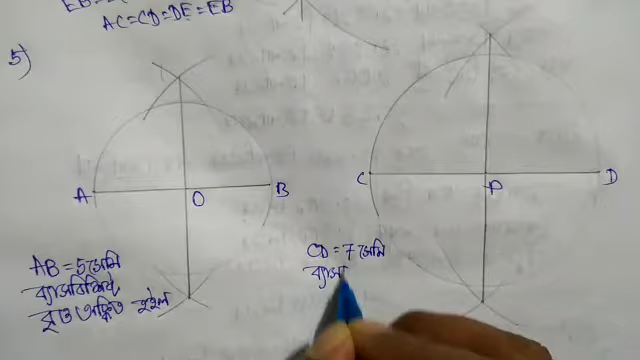 AC=CD=DE=EB
5)
A
O
B
C
P
D
AB = 5 সেমি
ব্যাসবিশিষ্ট
বৃত্ত অঙ্কিত হইল
CD = 7 সেমি
ব্যাস